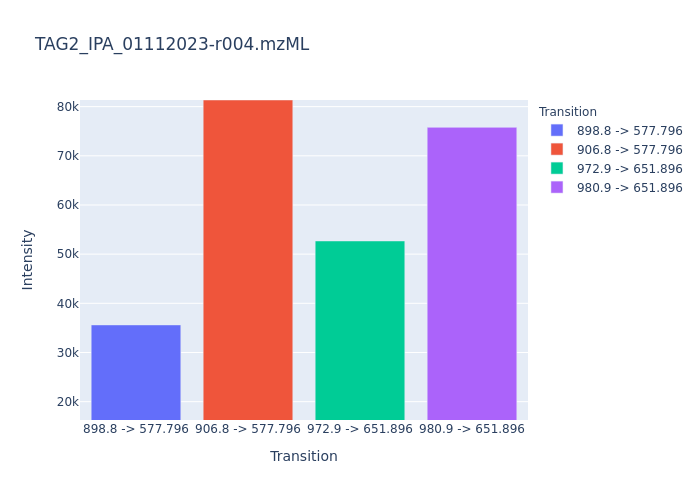 TAG2_IPA_01112023-r004.mzML
80k
70k
60k
50k
40k
30k
20k
Intensity
898.8 -> 577.796
906.8 -> 577.796
972.9 -> 651.896
980.9 -> 651.896
Transition
Transition
898.8 -> 577.796
906.8 -> 577.796
972.9 -> 651.896
980.9 -> 651.896